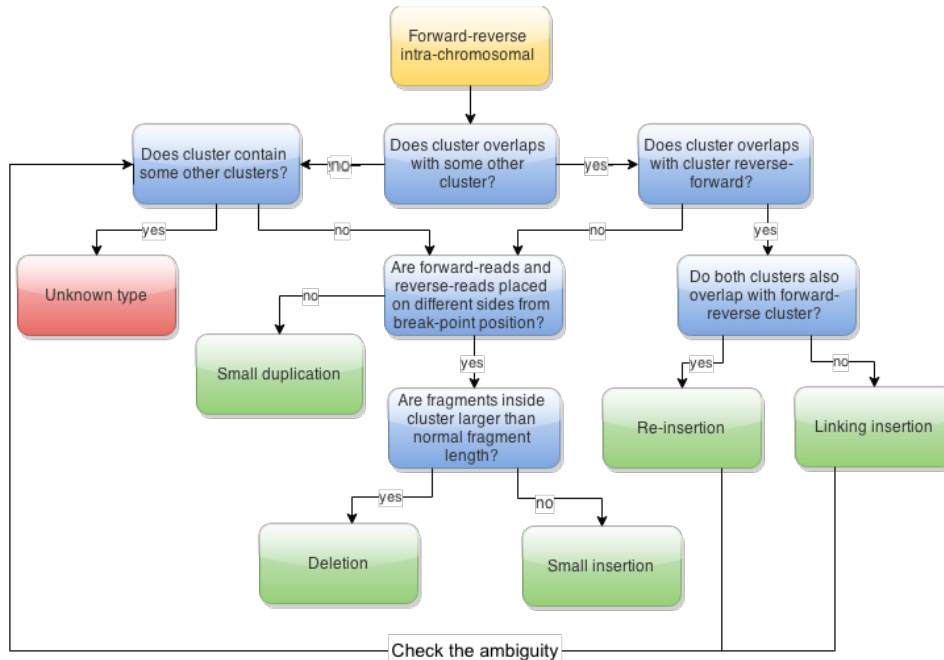 Forward-reverse
intra-chromosomal
Does cluster contain
some other clusters?
no
Does cluster overlaps
with some other
cluster?
yes
Does cluster overlaps
with cluster reverse-
forward?
yes
no
no
yes
Unknown type
Are forward-reads and
reverse-reads placed
on different sides from
break-point position?
Do both clusters also
overlap with forward-
reverse cluster?
no
Small duplication
yes
yes
no
Are fragments inside
cluster larger than
normal fragment
length?
Re-insertion
Linking insertion
yes
no
Deletion
Small insertion
Check the ambiguity